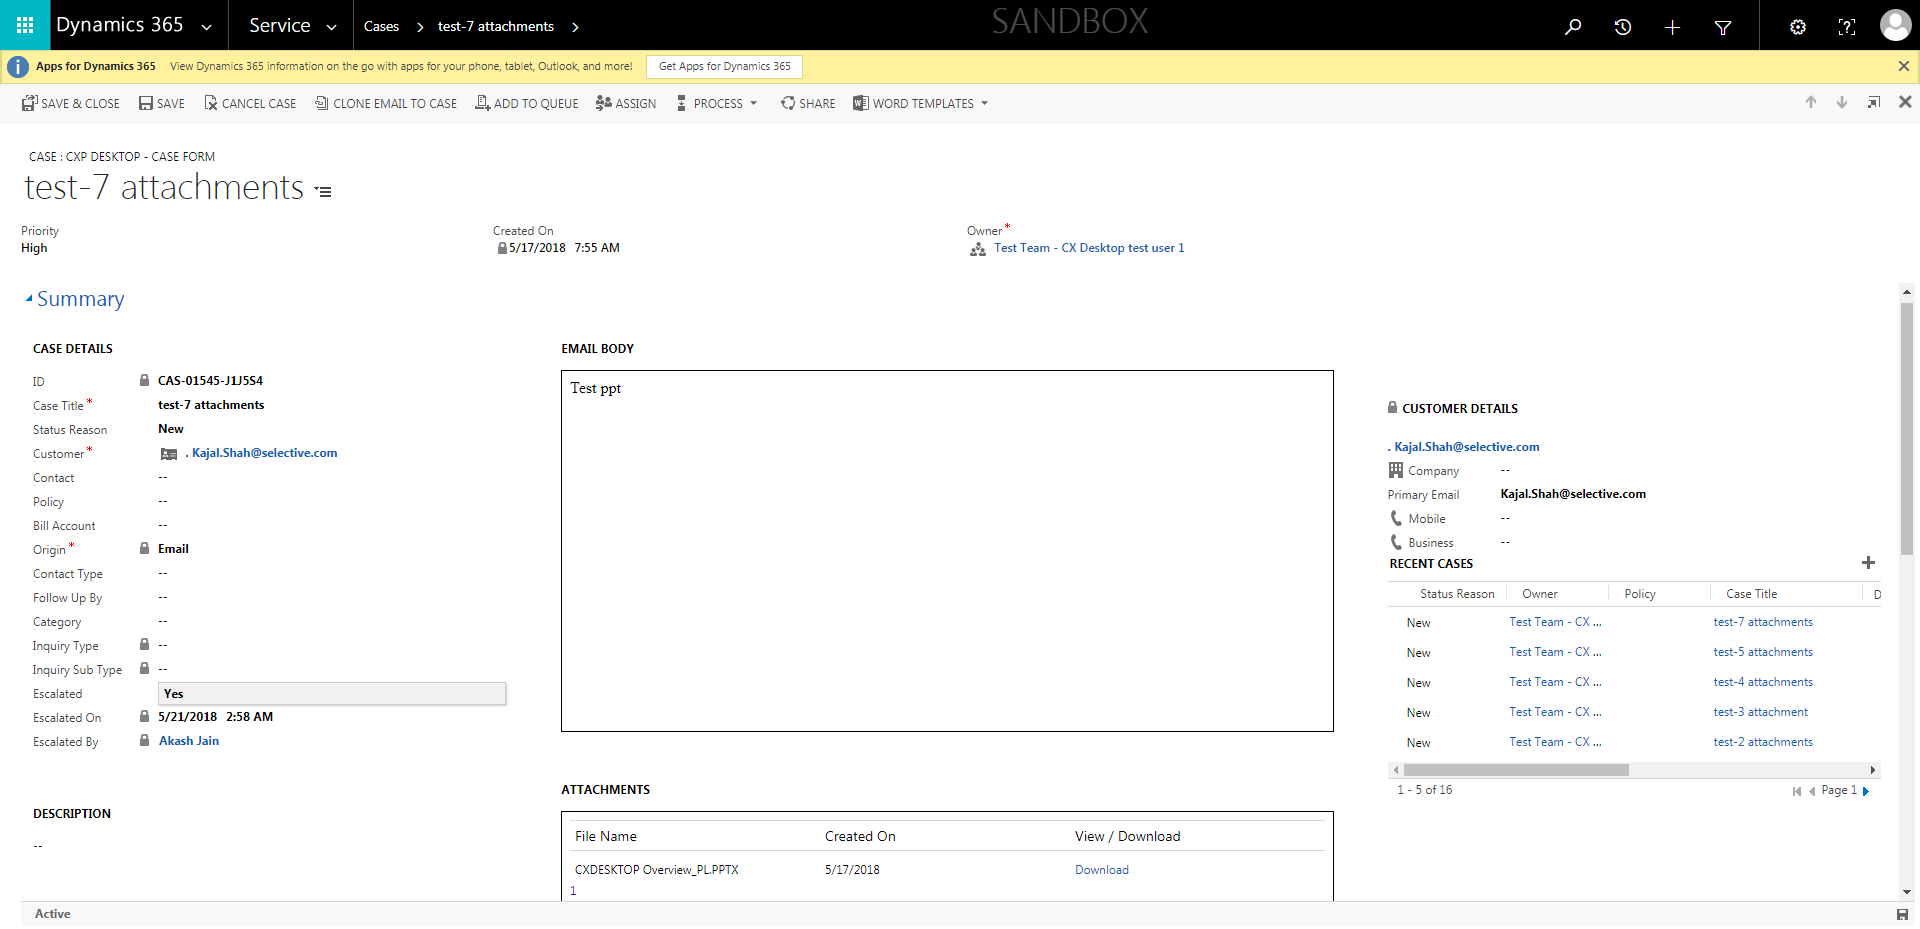 Dynamics 365 Service Cases test-7 attachments SANDBOX
Apps for Dynamics 365 View Dynamics 365 information on the go with apps for your phone, tablet, Outlook, and more! Get Apps for Dynamics 365
SAVE & CLOSE SAVE CANCEL CASE CLONE EMAIL TO CASE ADD TO QUEUE ASSIGN PROCESS SHARE WORD TEMPLATES
CASE : CXP DESKTOP - CASE FORM
test-7 attachments
Priority
High
Created On
5/17/2018 7:55 AM
Owner*
Test Team - CX Desktop test user 1
Summary
CASE DETAILS
ID CAS-01545-J1J5S4
Case Title* test-7 attachments
Status Reason New
Customer* . Kajal.Shah@selective.com
Contact --
Policy --
Bill Account --
Origin* Email
Contact Type --
Follow Up By --
Category --
Inquiry Type --
Inquiry Sub Type --
Escalated Yes
Escalated On 5/21/2018 2:58 AM
Escalated By Akash Jain
DESCRIPTION
--
EMAIL BODY
Test ppt
ATTACHMENTS
File Name Created On View / Download
CXDESKTOP Overview_PL.PPTX 5/17/2018 Download
1
CUSTOMER DETAILS
. Kajal.Shah@selective.com
Company --
Primary Email Kajal.Shah@selective.com
Mobile --
Business --
RECENT CASES
Status Reason Owner Policy Case Title D
New Test Team - CX ... test-7 attachments
New Test Team - CX ... test-5 attachments
New Test Team - CX ... test-4 attachments
New Test Team - CX ... test-3 attachment
New Test Team - CX ... test-2 attachments
1 - 5 of 16 Page 1
Active